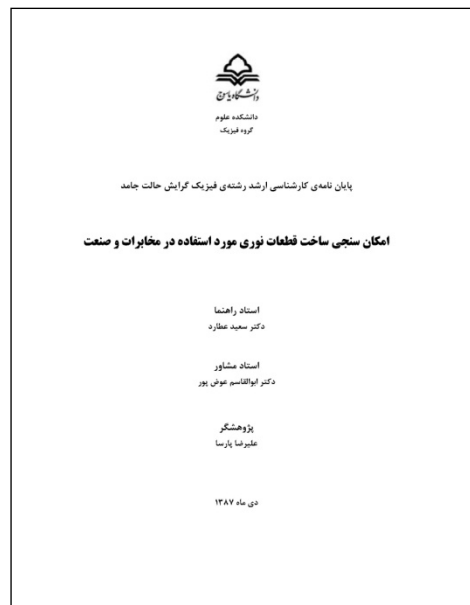 دانشگاه یاسوج
دانشکده علوم
گروه فیزیک
پایان نامه‌ی کارشناسی ارشد رشته‌ی فیزیک گرایش حالت جامد
امکان سنجی ساخت قطعات نوری مورد استفاده در مخابرات و صنعت
استاد راهنما
دکتر سعید عطارد
استاد مشاور
دکتر ابوالقاسم عوض پور
پژوهشگر
علیرضا پارسا
دی ماه ۱۳۸۷